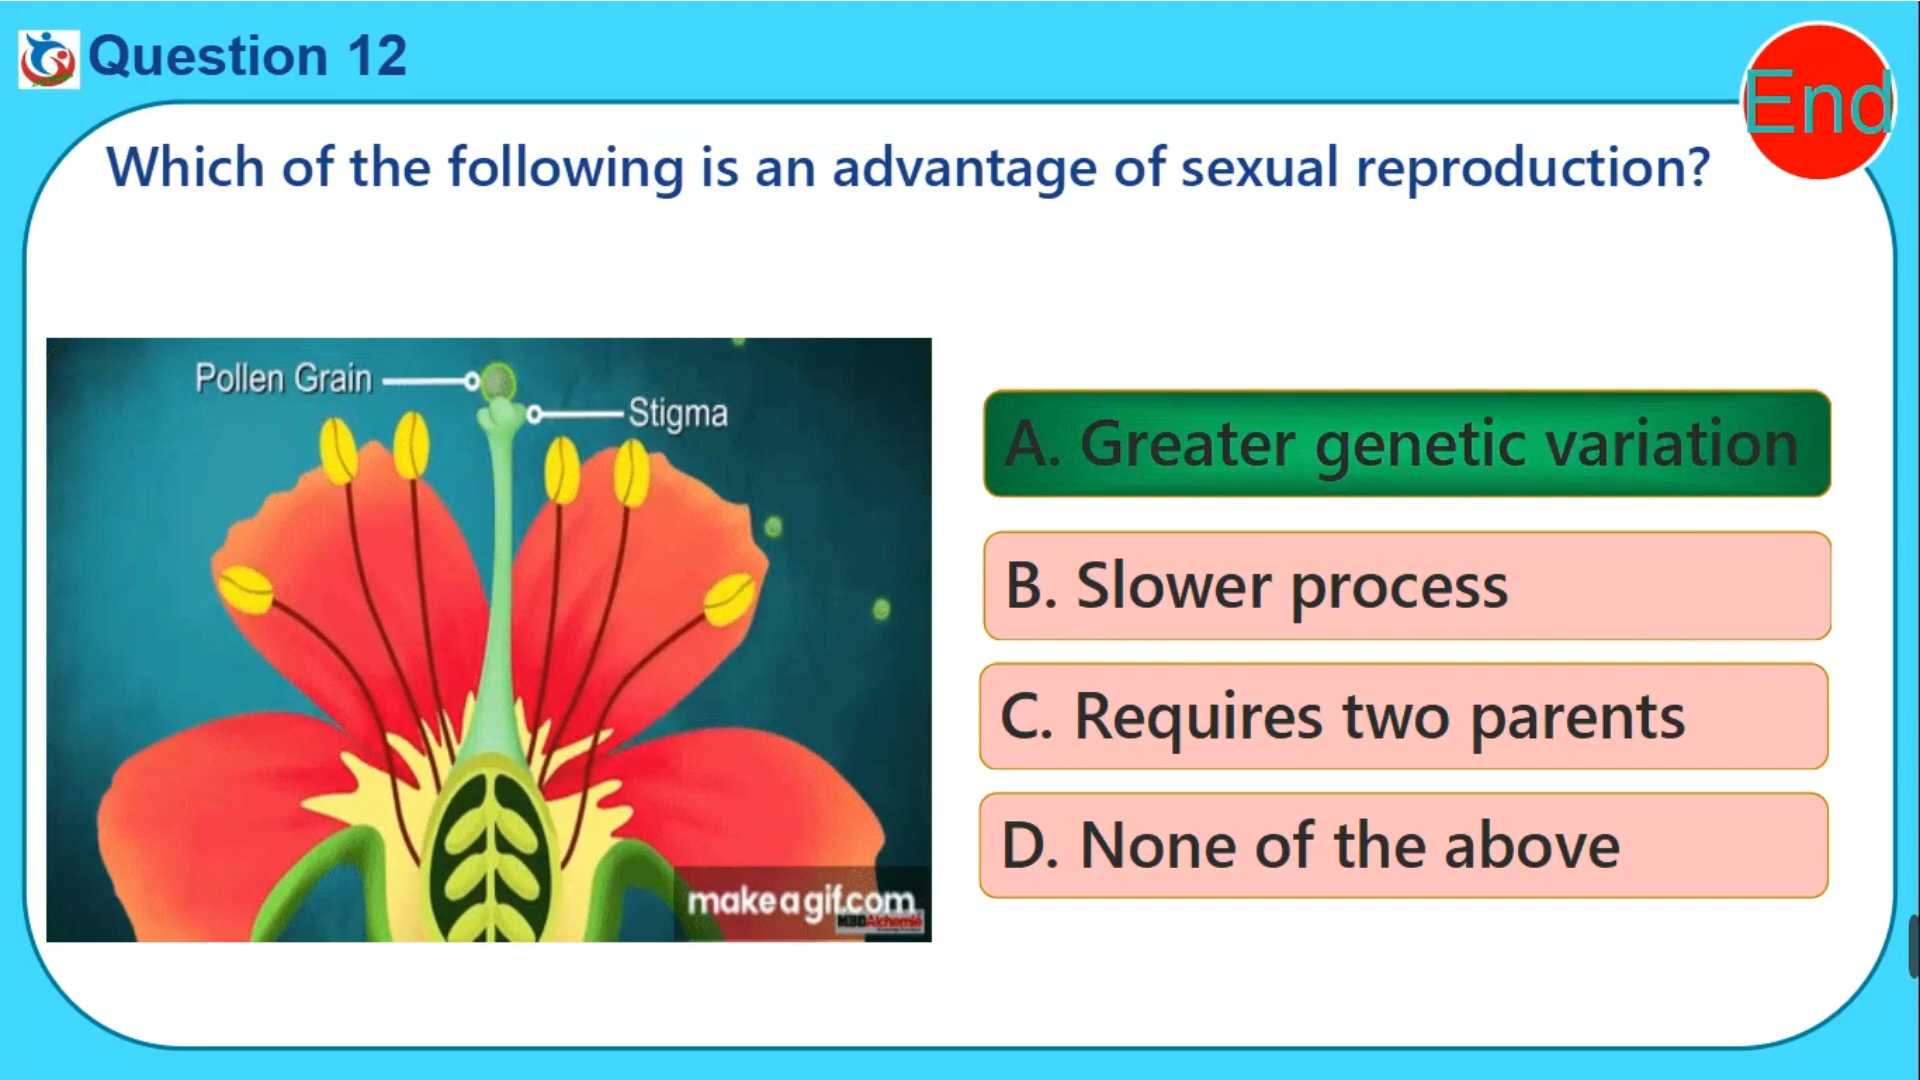 Question 12
End
Which of the following is an advantage of sexual reproduction?
Pollen Grain
Stigma
A. Greater genetic variation
B. Slower process
C. Requires two parents
D. None of the above
makeagif.com
MBDAlchemie